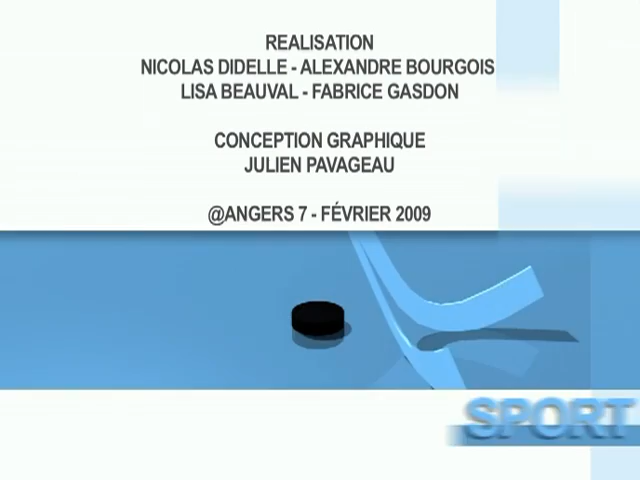 REALISATION
NICOLAS DIDELLE - ALEXANDRE BOURGOIS
LISA BEAUVAL - FABRICE GASDON
CONCEPTION GRAPHIQUE
JULIEN PAVAGEAU
@ANGERS 7 - FÉVRIER 2009
SPORT